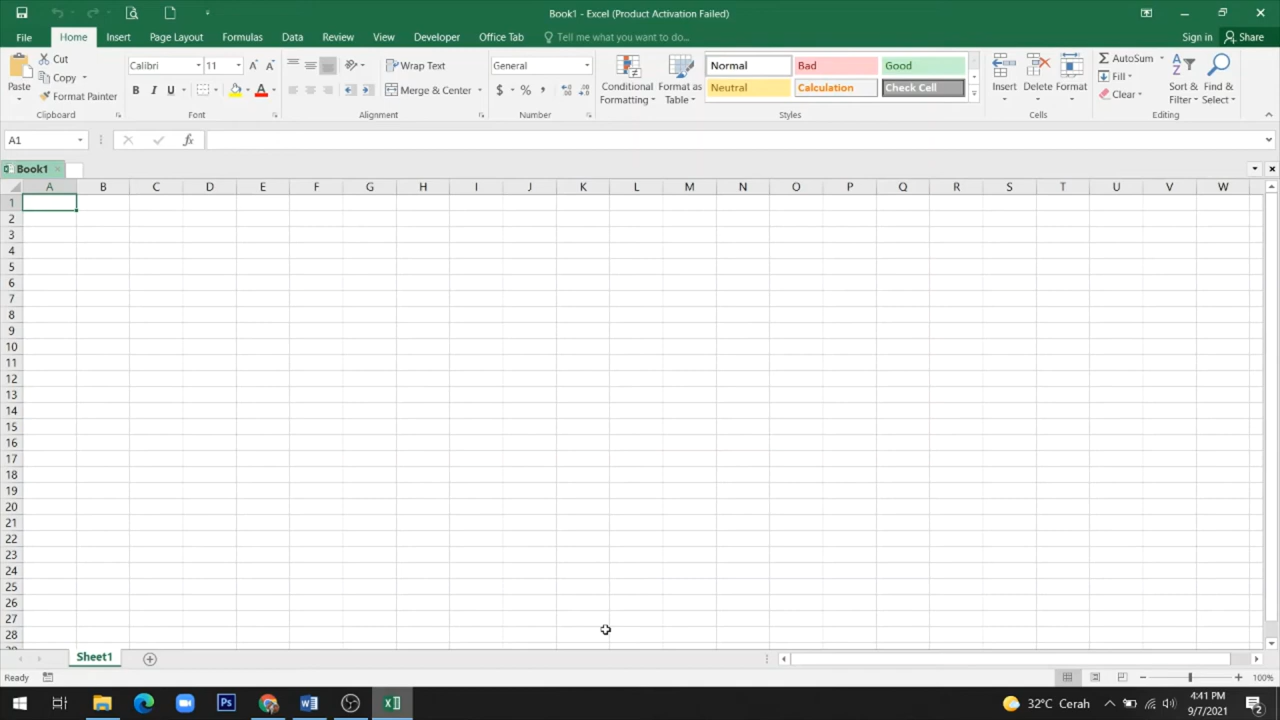 Book1 - Excel (Product Activation Failed)
File Home Insert Page Layout Formulas Data Review View Developer Office Tab Tell me what you want to do... Sign in Share
Paste
Cut
Copy
Format Painter
Clipboard
Calibri 11
B I U A
Font
Wrap Text
Merge & Center
Alignment
General
$ % ,
Number
Conditional Formatting
Format as Table
Normal Bad Good
Neutral Calculation Check Cell
Styles
Insert Delete Format
Cells
AutoSum
Fill
Clear
Sort & Filter
Find & Select
Editing
A1 fx
Book1
A B C D E F G H I J K L M N O P Q R S T U V W
1
2
3
4
5
6
7
8
9
10
11
12
13
14
15
16
17
18
19
20
21
22
23
24
25
26
27
28
Sheet1
Ready 100%
Ps 32°C Cerah 4:41 PM
9/7/2021 2